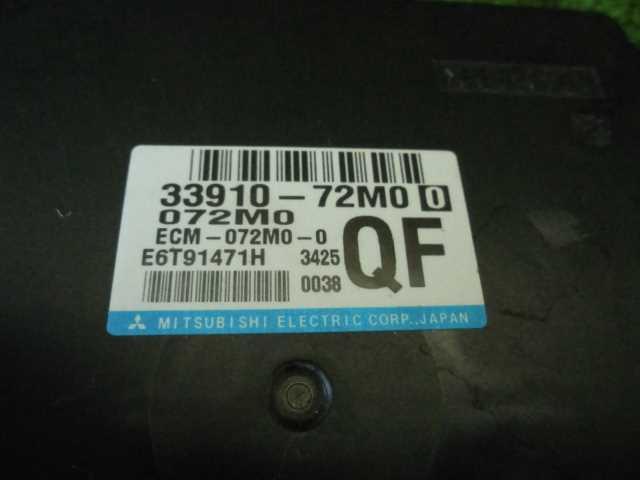 33910-72M0 0
072M0
ECM-072M0-0
QF
E6T91471H 3425
0038
MITSUBISHI ELECTRIC CORP.,JAPAN